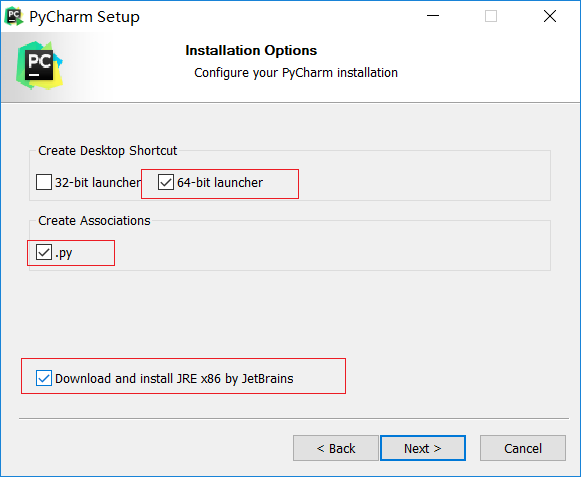 PyCharm Setup
PC
Installation Options
Configure your PyCharm installation
PC
Create Desktop Shortcut
32-bit launcher 64-bit launcher
Create Associations
.py
Download and install JRE x86 by JetBrains
< Back Next > Cancel